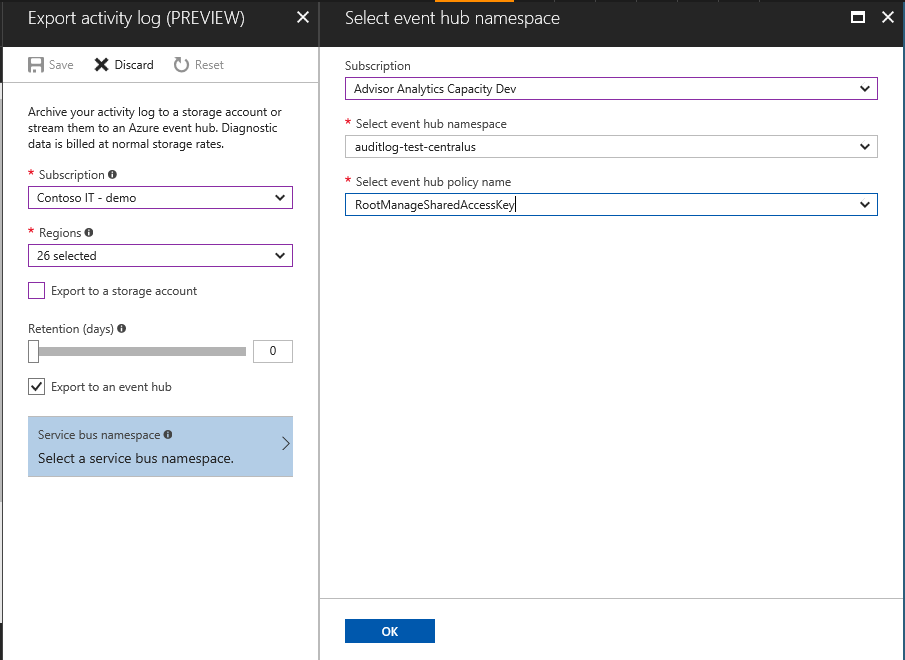 Export activity log (PREVIEW)
Save Discard Reset
Archive your activity log to a storage account or
stream them to an Azure event hub. Diagnostic
data is billed at normal storage rates.
* Subscription
Contoso IT - demo
* Regions
26 selected
Export to a storage account
Retention (days)
0
Export to an event hub
Service bus namespace
Select a service bus namespace.
Select event hub namespace
Subscription
Advisor Analytics Capacity Dev
* Select event hub namespace
auditlog-test-centralus
* Select event hub policy name
RootManageSharedAccessKey
OK